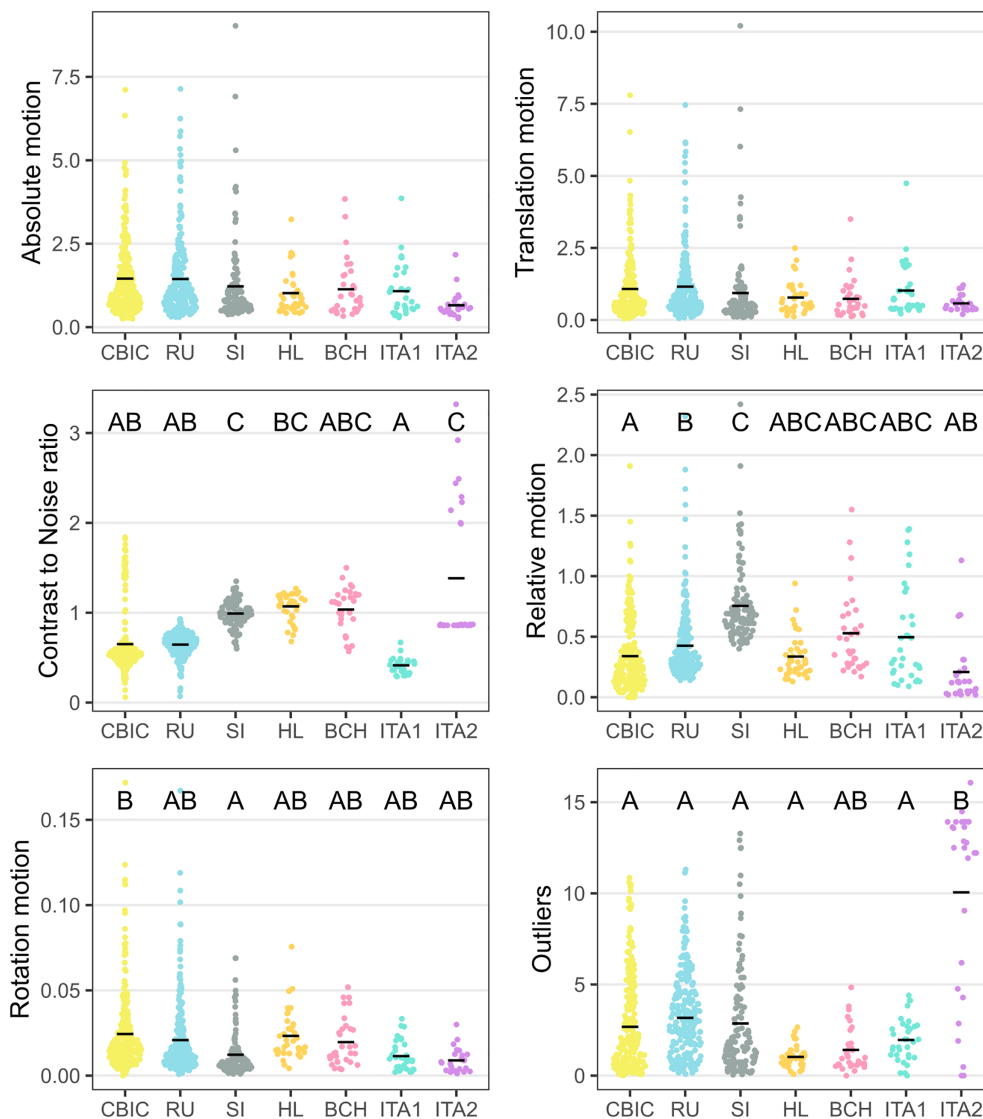 Absolute motion
7.5
5.0
2.5
0.0
CBIC RU SI HL BCH ITA1 ITA2
Translation motion
10.0
7.5
5.0
2.5
0.0
CBIC RU SI HL BCH ITA1 ITA2
Contrast to Noise ratio
AB AB C BC ABC A C
3
2
1
0
CBIC RU SI HL BCH ITA1 ITA2
Relative motion
2.5
A B C ABC ABC ABC AB
2.0
1.5
1.0
0.5
0.0
CBIC RU SI HL BCH ITA1 ITA2
Rotation motion
B AB A AB AB AB AB
0.15
0.10
0.05
0.00
CBIC RU SI HL BCH ITA1 ITA2
Outliers
A A A A AB A B
15
10
5
0
CBIC RU SI HL BCH ITA1 ITA2